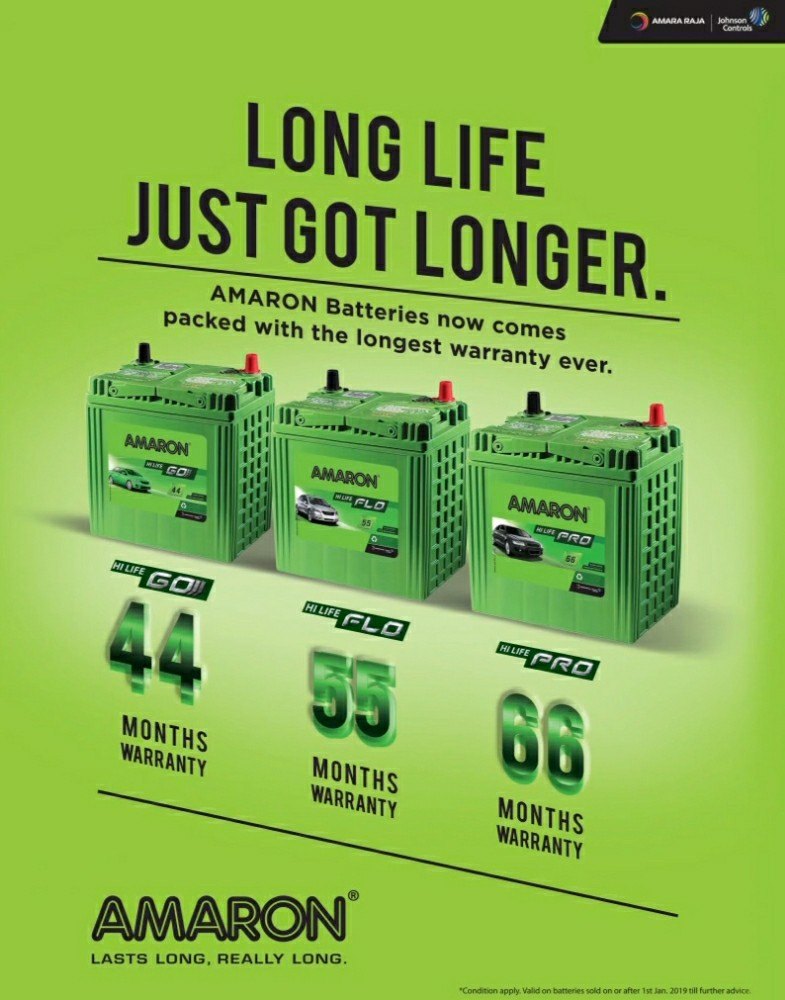 AMARA RAJA
Johnson
Controls
LONG LIFE
JUST GOT LONGER.
AMARON Batteries now comes
packed with the longest warranty ever.
AMARON
HI LIFE GO
44
AMARON
HI LIFE FLO
55
AMARON
HI LIFE PRO
66
HI LIFE GO
44
MONTHS
WARRANTY
HI LIFE FLO
55
MONTHS
WARRANTY
HI LIFE PRO
66
MONTHS
WARRANTY
AMARON®
LASTS LONG, REALLY LONG.
*Condition apply. Valid on batteries sold on or after 1st Jan. 2019 till further advice.